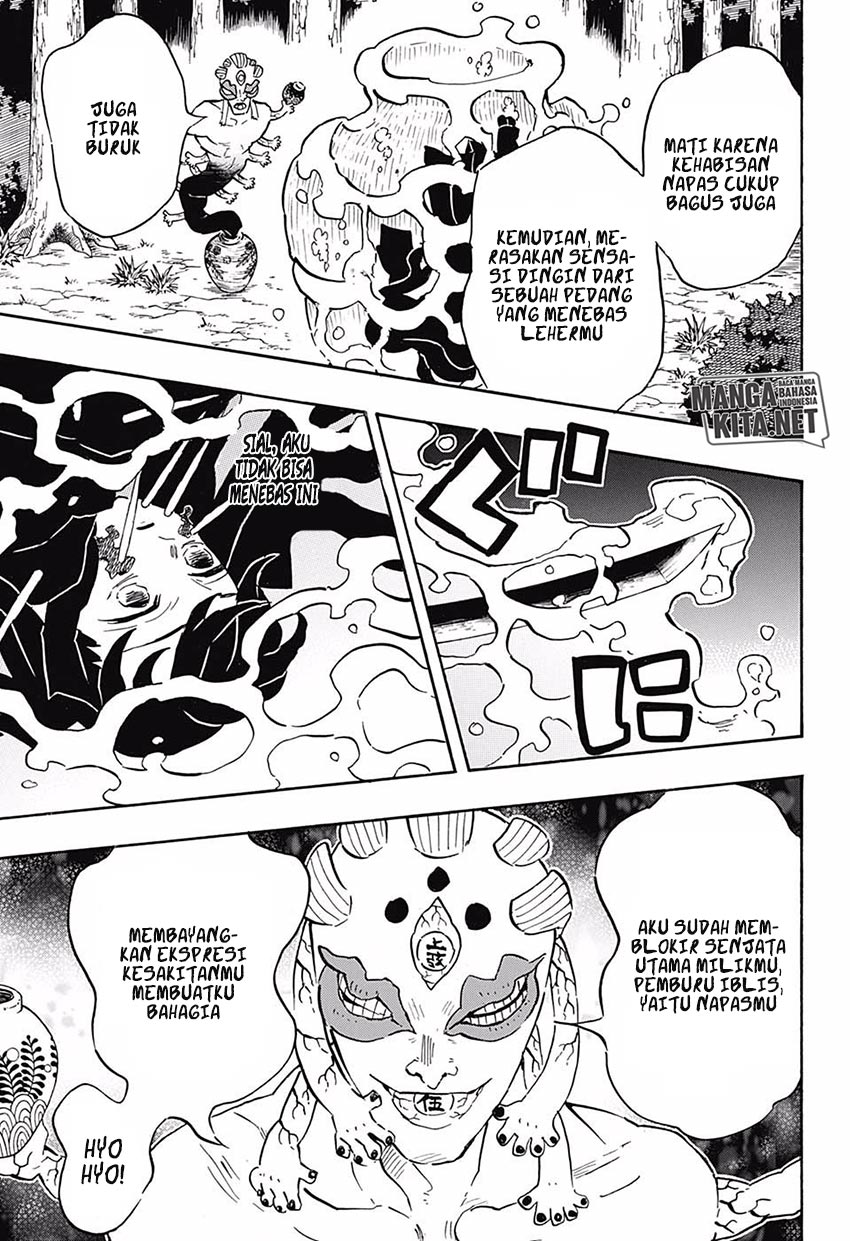 MATI KARENA
KEHABISAN
NAPAS CUKUP
BAGUS JUGA
KEMUDIAN, ME-
RASAKAN SENSA-
SI DINGIN DARI
SEBUAH PEDANG
YANG MENEBAS
LEHERMU
JUGA
TIDAK
BURUK
BACA MANGA
BAHASA
INDONESIA
MANGA
KITA.NET
SIAL, AKU
TIDAK BISA
MENEBAS INI
AKU SUDAH MEM-
BLOKIR SENJATA
UTAMA MILIKMU,
PEMBURU IBLIS,
YAITU NAPASMU
MEMBAYANG-
KAN EKSPRESI
KESAKITANMU
MEMBUATKU
BAHAGIA
上弦
伍
HYO
HYO!